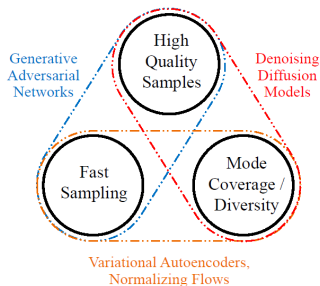 High
Quality
Samples
Generative
Adversarial
Networks
Denoising
Diffusion
Models
Fast
Sampling
Mode
Coverage /
Diversity
Variational Autoencoders,
Normalizing Flows